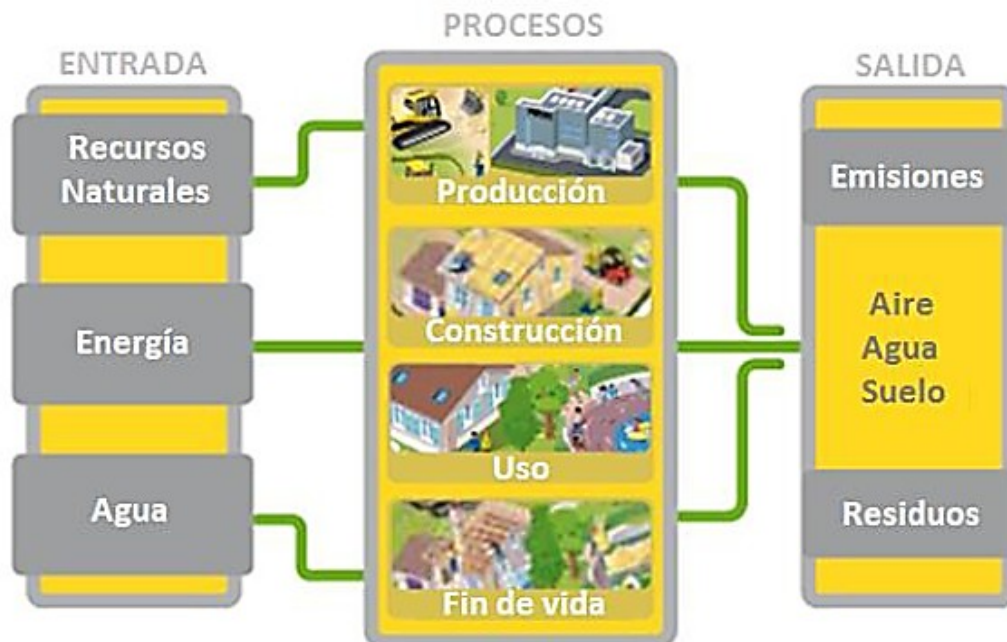 ENTRADA
Recursos
Naturales
Energía
Agua
PROCESOS
Producción
Construcción
Uso
Fin de vida
SALIDA
Emisiones
Aire
Agua
Suelo
Residuos